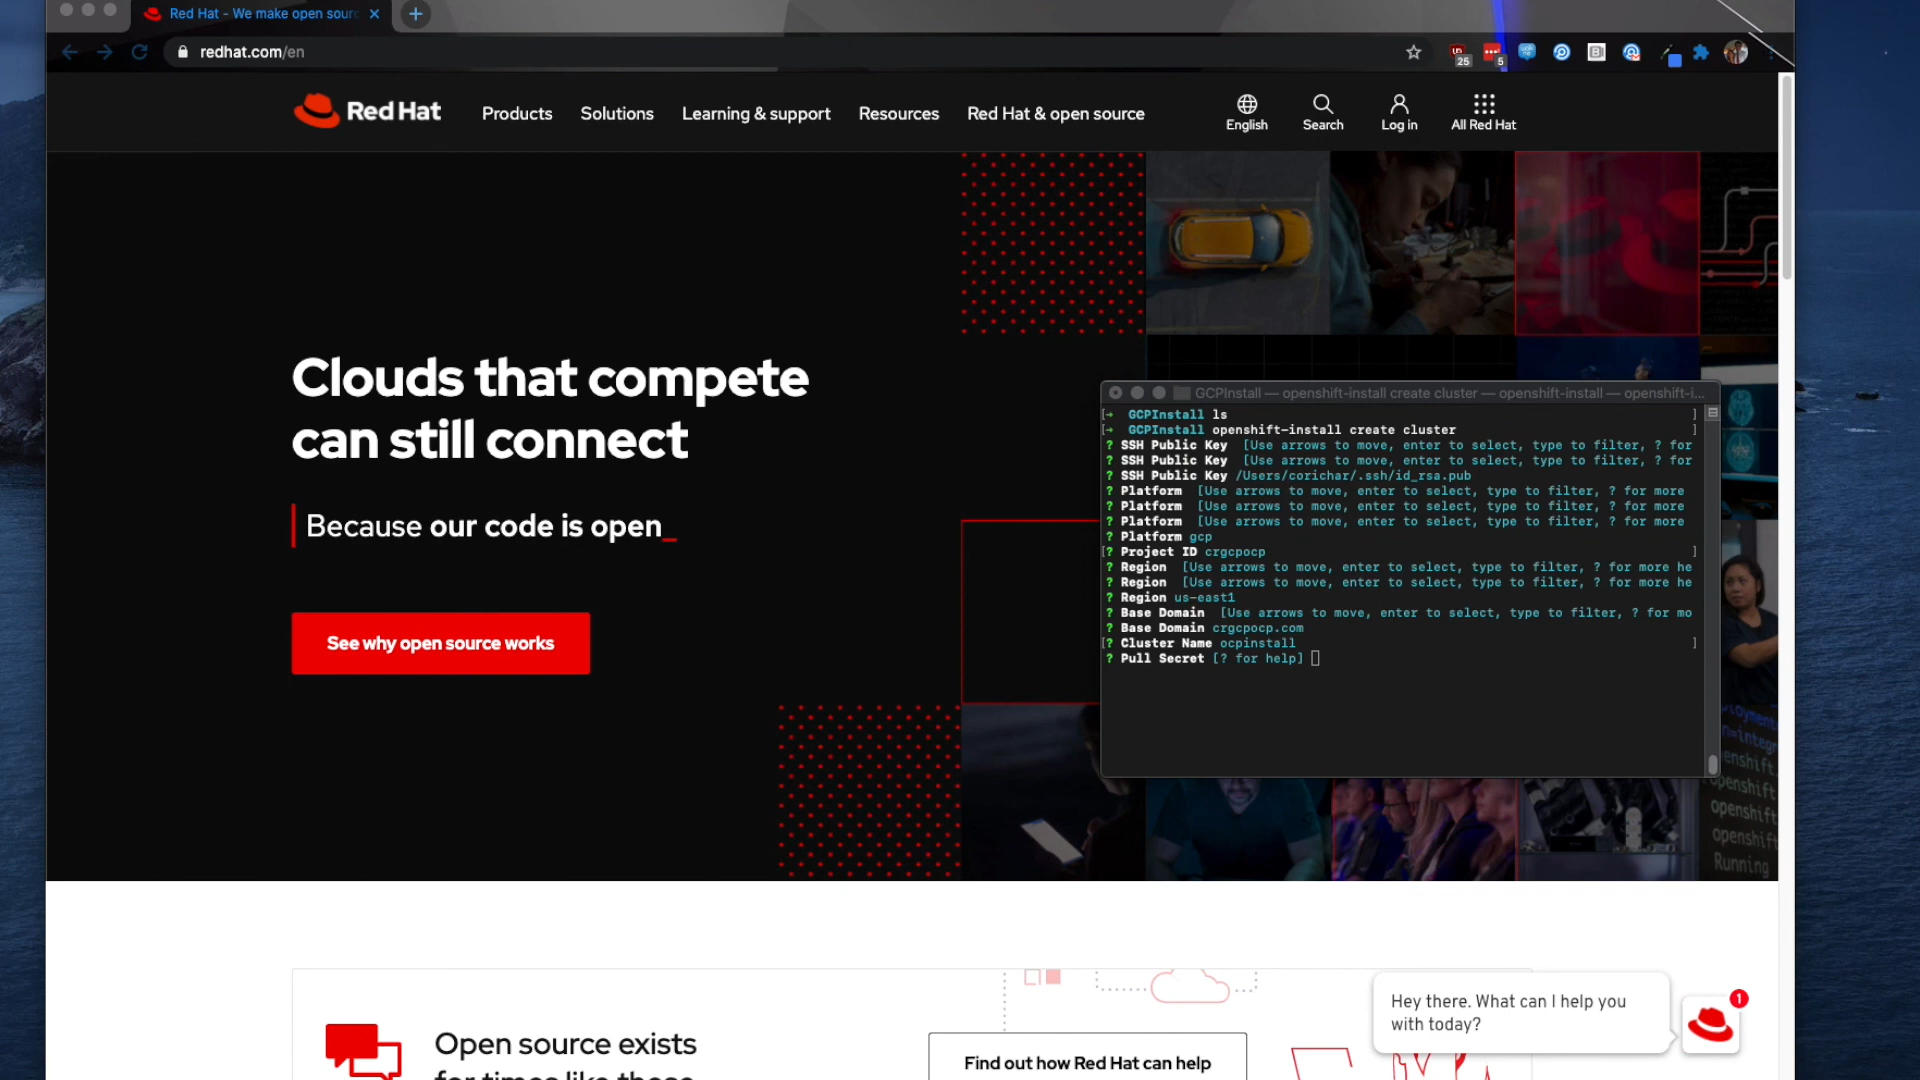 Red Hat - We make open sourc
redhat.com/en
25
5
Red Hat
Products
Solutions
Learning & support
Resources
Red Hat & open source
English
Search
Log in
All Red Hat
Clouds that compete
can still connect
Because our code is open_
See why open source works
GCPInstall — openshift-install create cluster — openshift-install — openshift-i...
GCPInstall ls
GCPInstall openshift-install create cluster
? SSH Public Key [Use arrows to move, enter to select, type to filter, ? for
? SSH Public Key [Use arrows to move, enter to select, type to filter, ? for
? SSH Public Key /Users/corichar/.ssh/id_rsa.pub
? Platform [Use arrows to move, enter to select, type to filter, ? for more
? Platform [Use arrows to move, enter to select, type to filter, ? for more
? Platform [Use arrows to move, enter to select, type to filter, ? for more
? Platform gcp
[? Project ID crgcpocp ]
? Region [Use arrows to move, enter to select, type to filter, ? for more he
? Region [Use arrows to move, enter to select, type to filter, ? for more he
? Region us-east1
? Base Domain [Use arrows to move, enter to select, type to filter, ? for mo
? Base Domain crgcpocp.com
[? Cluster Name ocpinstall ]
? Pull Secret [? for help]
openshift
openshift
openshift
Running
Hey there. What can I help you
with today?
1
Open source exists
for times like these
Find out how Red Hat can help